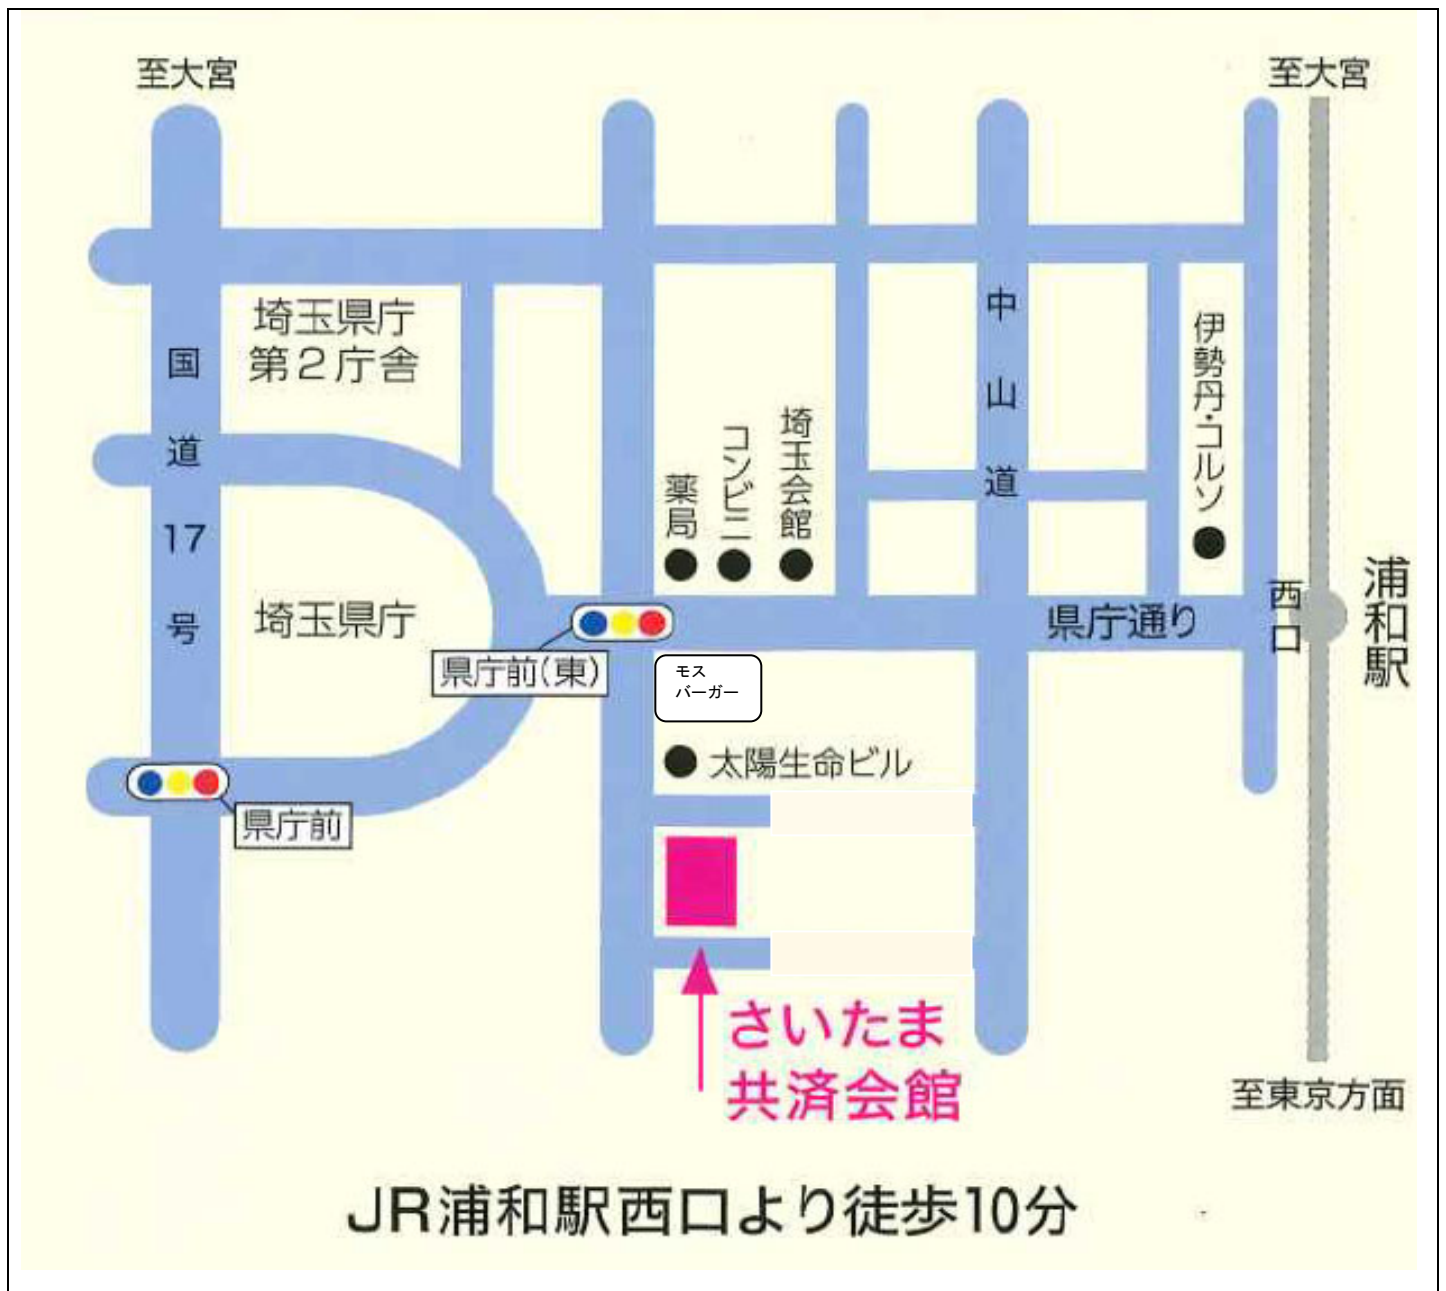 至大宮
至大宮
埼玉県庁
第2庁舎
国道17号
中山道
伊勢丹・コルソ
埼玉会館
コンビニ
薬局
埼玉県庁
県庁通り
西口
浦和駅
県庁前(東)
モス
バーガー
太陽生命ビル
県庁前
さいたま
共済会館
至東京方面
JR浦和駅西口より徒歩10分